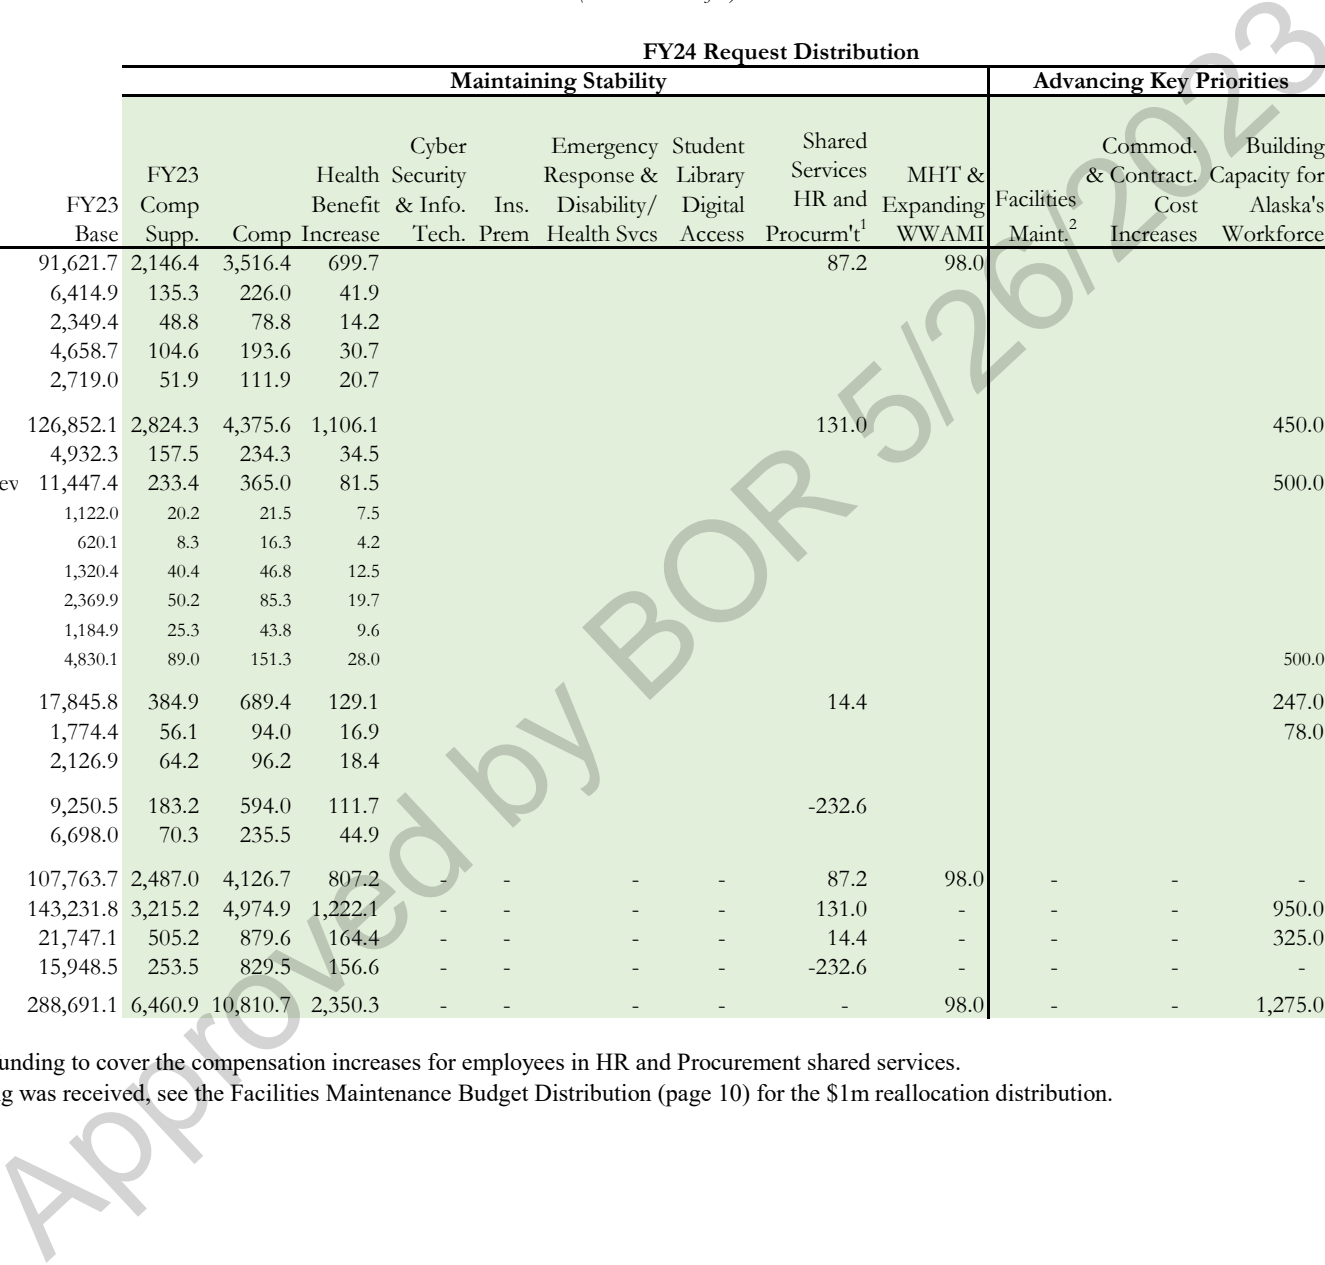 FY24 Request Distribution
Maintaining Stability Advancing Key Priorities
Cyber Emergency Student Shared Commod. Building
FY23 Health Security Response & Library Services MHT & & Contract. Capacity for
FY23 Comp Benefit & Info. Ins. Disability/ Digital HR and Expanding Facilities Cost Alaska's
Base Supp. Comp Increase Tech. Prem Health Svcs Access Procurm't1 WWAMI Maint.2 Increases Workforce
91,621.7 2,146.4 3,516.4 699.7 87.2 98.0
6,414.9 135.3 226.0 41.9
2,349.4 48.8 78.8 14.2
4,658.7 104.6 193.6 30.7
2,719.0 51.9 111.9 20.7
126,852.1 2,824.3 4,375.6 1,106.1 131.0 450.0
4,932.3 157.5 234.3 34.5
ev 11,447.4 233.4 365.0 81.5 500.0
1,122.0 20.2 21.5 7.5
620.1 8.3 16.3 4.2
1,320.4 40.4 46.8 12.5
2,369.9 50.2 85.3 19.7
1,184.9 25.3 43.8 9.6
4,830.1 89.0 151.3 28.0 500.0
17,845.8 384.9 689.4 129.1 14.4 247.0
1,774.4 56.1 94.0 16.9 78.0
2,126.9 64.2 96.2 18.4
9,250.5 183.2 594.0 111.7 -232.6
6,698.0 70.3 235.5 44.9
107,763.7 2,487.0 4,126.7 807.2 - - - - 87.2 98.0 - - -
143,231.8 3,215.2 4,974.9 1,222.1 - - - - 131.0 - - - 950.0
21,747.1 505.2 879.6 164.4 - - - - 14.4 - - - 325.0
15,948.5 253.5 829.5 156.6 - - - - -232.6 - - - -
288,691.1 6,460.9 10,810.7 2,350.3 - - - - - 98.0 - - 1,275.0
unding to cover the compensation increases for employees in HR and Procurement shared services.
g was received, see the Facilities Maintenance Budget Distribution (page 10) for the $1m reallocation distribution.
Approved by BOR 5/26/2023